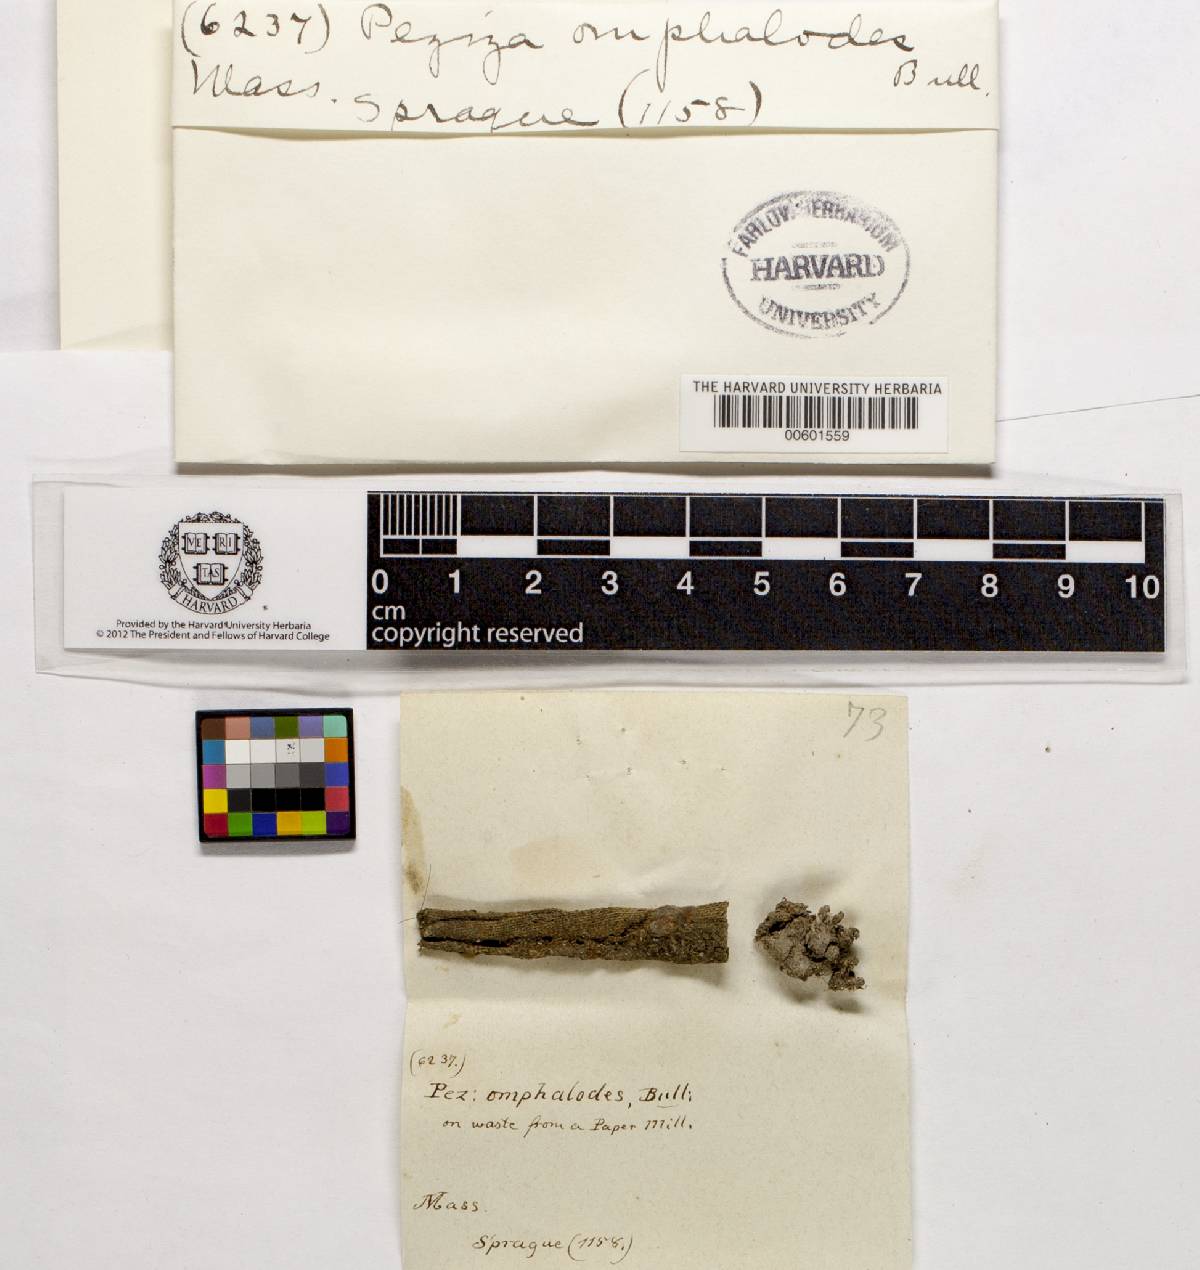 (6237) Peziza omphalodes
Bull.
Mass. Sprague (1158)
FARLOW HERBARIUM
HARVARD
UNIVERSITY
THE HARVARD UNIVERSITY HERBARIA
00601559
VE RI
TAS
HARVARD
Provided by the Harvard University Herbaria
© 2012 The President and Fellows of Harvard College
0 1 2 3 4 5 6 7 8 9 10
cm
copyright reserved
73
(6237.)
Pez: omphalodes, Bull:
on waste from a Paper Mill.
Mass.
Sprague (1158.)